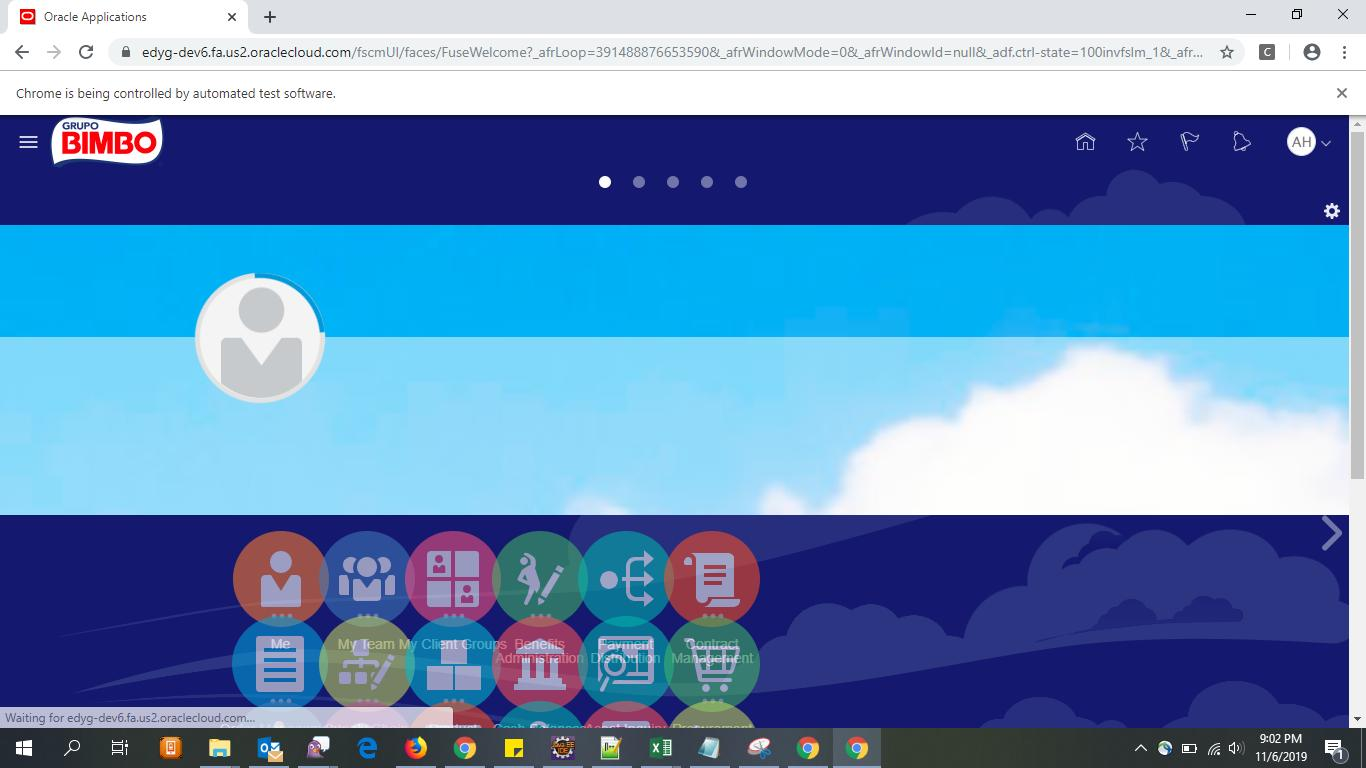 Oracle Applications
edyg-dev6.fa.us2.oraclecloud.com/fscmUI/faces/FuseWelcome?_afrLoop=3914888766535590&_afrWindowMode=0&_afrWindowId=null&_adf.ctrl-state=100invfslm_1&_afr...
C
Chrome is being controlled by automated test software.
GRUPO
BIMBO
AH
Me
My Team
My Client Groups
Benefits
Administration
Payment
Distribution
Contract
Management
Waiting for edyg-dev6.fa.us2.oraclecloud.com...
Procurement
9:02 PM
11/6/2019
1